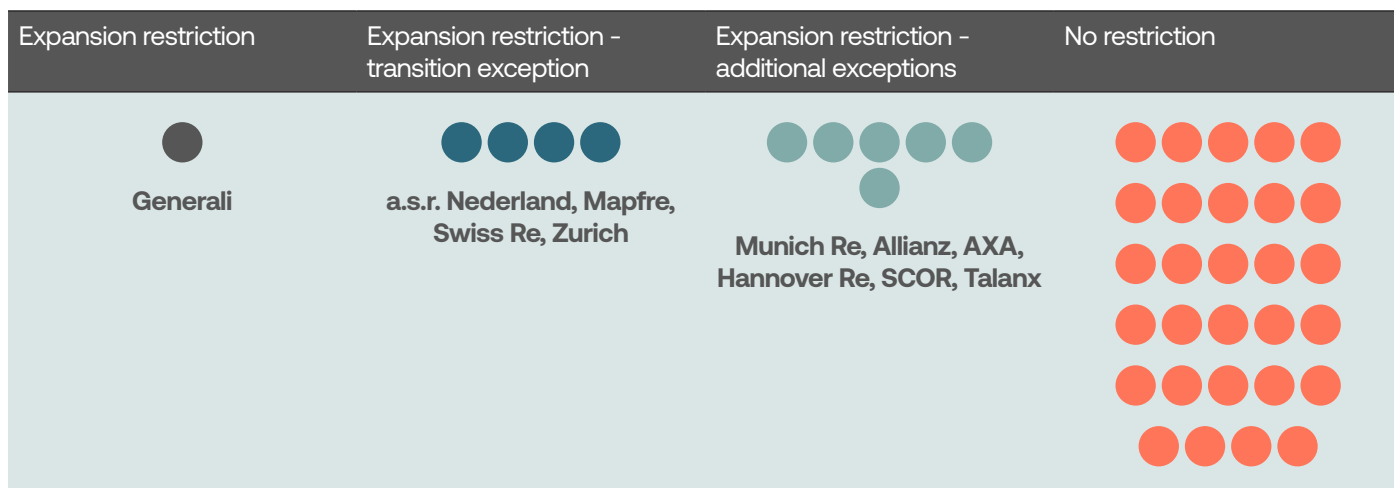 Expansion restriction
Expansion restriction -
transition exception
Expansion restriction -
additional exceptions
No restriction
Generali
a.s.r. Nederland, Mapfre,
Swiss Re, Zurich
Munich Re, Allianz, AXA,
Hannover Re, SCOR, Talanx